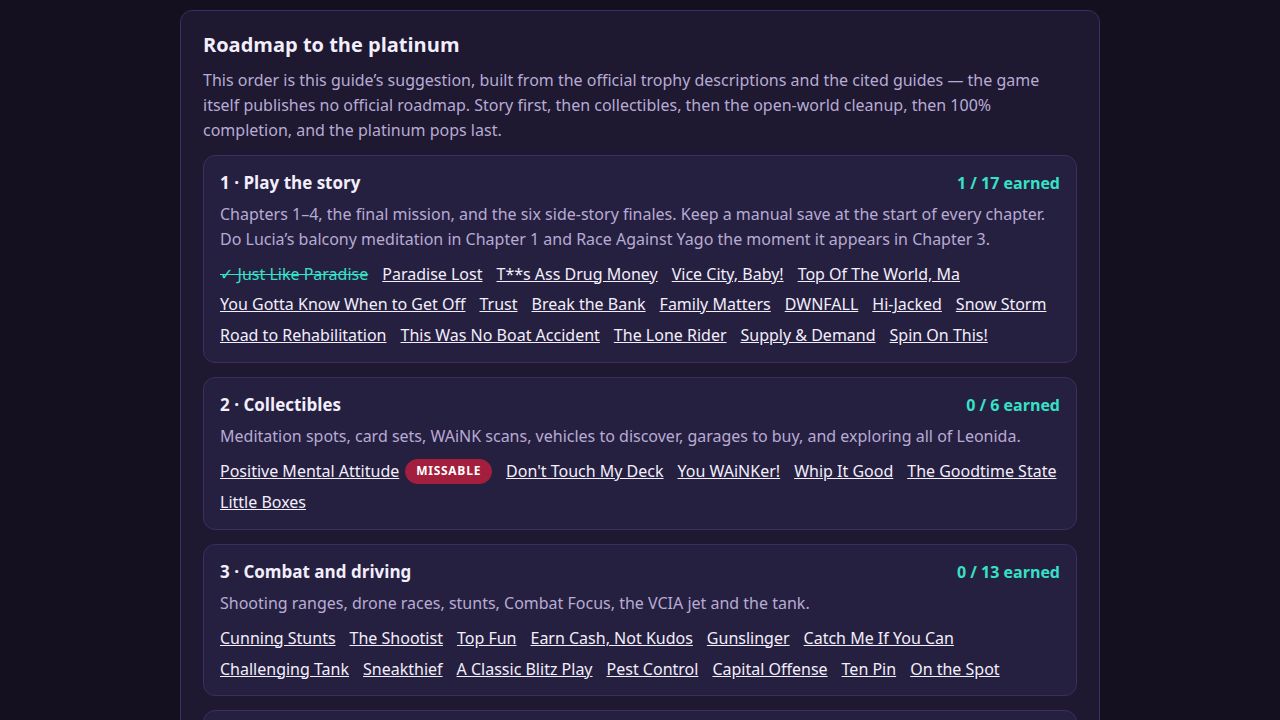 Roadmap to the platinum
This order is this guide’s suggestion, built from the official trophy descriptions and the cited guides — the game
itself publishes no official roadmap. Story first, then collectibles, then the open-world cleanup, then 100%
completion, and the platinum pops last.
1 · Play the story 1 / 17 earned
Chapters 1–4, the final mission, and the six side-story finales. Keep a manual save at the start of every chapter.
Do Lucia’s balcony meditation in Chapter 1 and Race Against Yago the moment it appears in Chapter 3.
✓ Just Like Paradise Paradise Lost T**s Ass Drug Money Vice City, Baby! Top Of The World, Ma
You Gotta Know When to Get Off Trust Break the Bank Family Matters DWNFALL Hi-Jacked Snow Storm
Road to Rehabilitation This Was No Boat Accident The Lone Rider Supply & Demand Spin On This!
2 · Collectibles 0 / 6 earned
Meditation spots, card sets, WAiNK scans, vehicles to discover, garages to buy, and exploring all of Leonida.
Positive Mental Attitude MISSABLE Don't Touch My Deck You WAiNKer! Whip It Good The Goodtime State
Little Boxes
3 · Combat and driving 0 / 13 earned
Shooting ranges, drone races, stunts, Combat Focus, the VCIA jet and the tank.
Cunning Stunts The Shootist Top Fun Earn Cash, Not Kudos Gunslinger Catch Me If You Can
Challenging Tank Sneakthief A Classic Blitz Play Pest Control Capital Offense Ten Pin On the Spot